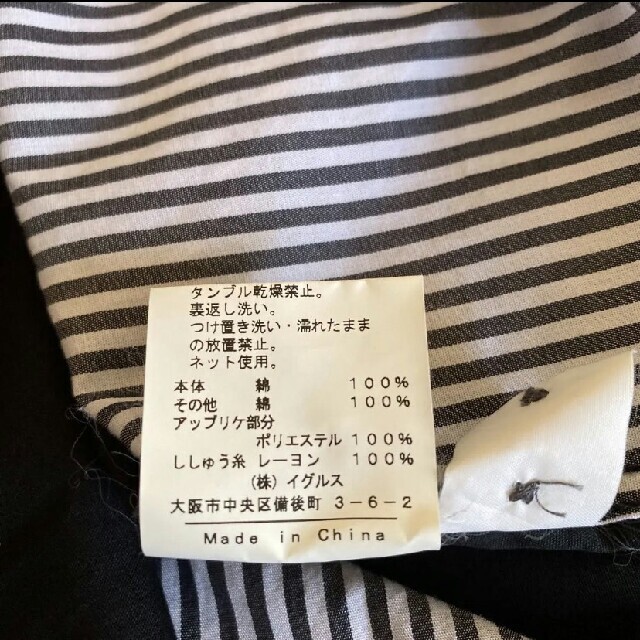 タンブル乾燥禁止。
裏返し洗い。
つけ置き洗い・濡れたまま
の放置禁止。
ネット使用。
本体 綿 100%
その他 綿 100%
アップリケ部分
ポリエステル 100%
ししゅう糸 レーヨン 100%
(株) イグルス
大阪市中央区備後町 3-6-2
Made in China